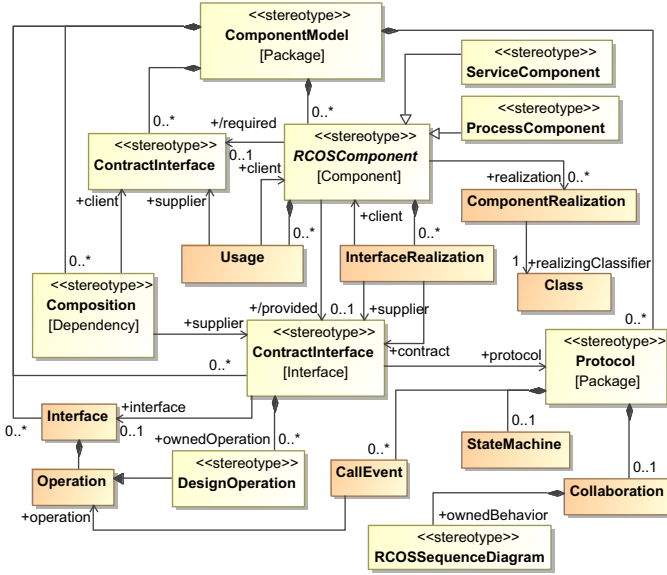 <<stereotype>>
ComponentModel
[Package]
<<stereotype>>
ServiceComponent
<<stereotype>>
ProcessComponent
0..*
0..*
+/required
0..1
<<stereotype>>
ContractInterface
<<stereotype>>
RCOSComponent
[Component]
+client
+realization
0..*
ComponentRealization
+client
+supplier
+client
0..*
0..*
Usage
InterfaceRealization
1
+realizingClassifier
Class
0..*
<<stereotype>>
Composition
[Dependency]
+/provided
0..1
+supplier
+supplier
+contract
0..*
<<stereotype>>
ContractInterface
[Interface]
0..*
+protocol
<<stereotype>>
Protocol
[Package]
+interface
0..1
Interface
0..*
+ownedOperation
0..*
0..*
0..1
StateMachine
<<stereotype>>
DesignOperation
Operation
+operation
CallEvent
0..1
Collaboration
+ownedBehavior
<<stereotype>>
RCOSSequenceDiagram